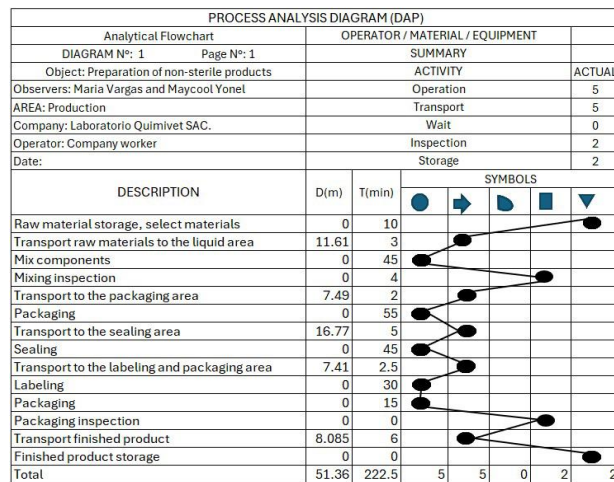 PROCESS ANALYSIS DIAGRAM (DAP)
Analytical Flowchart OPERATOR / MATERIAL / EQUIPMENT
DIAGRAM Nº: 1 Page Nº: 1 SUMMARY
Object: Preparation of non-sterile products ACTIVITY ACTUAL
Observers: Maria Vargas and Maycool Yonel Operation 5
AREA: Production Transport 5
Company: Laboratorio Quimivet SAC. Wait 0
Operator: Company worker Inspection 2
Date: Storage 2
DESCRIPTION D(m) T(min) SYMBOLS
Raw material storage, select materials 0 10
Transport raw materials to the liquid area 11.61 3
Mix components 0 45
Mixing inspection 0 4
Transport to the packaging area 7.49 2
Packaging 0 55
Transport to the sealing area 16.77 5
Sealing 0 45
Transport to the labeling and packaging area 7.41 2.5
Labeling 0 30
Packaging 0 15
Packaging inspection 0 0
Transport finished product 8.085 6
Finished product storage 0 0
Total 51.36 222.5 5 5 0 2 2